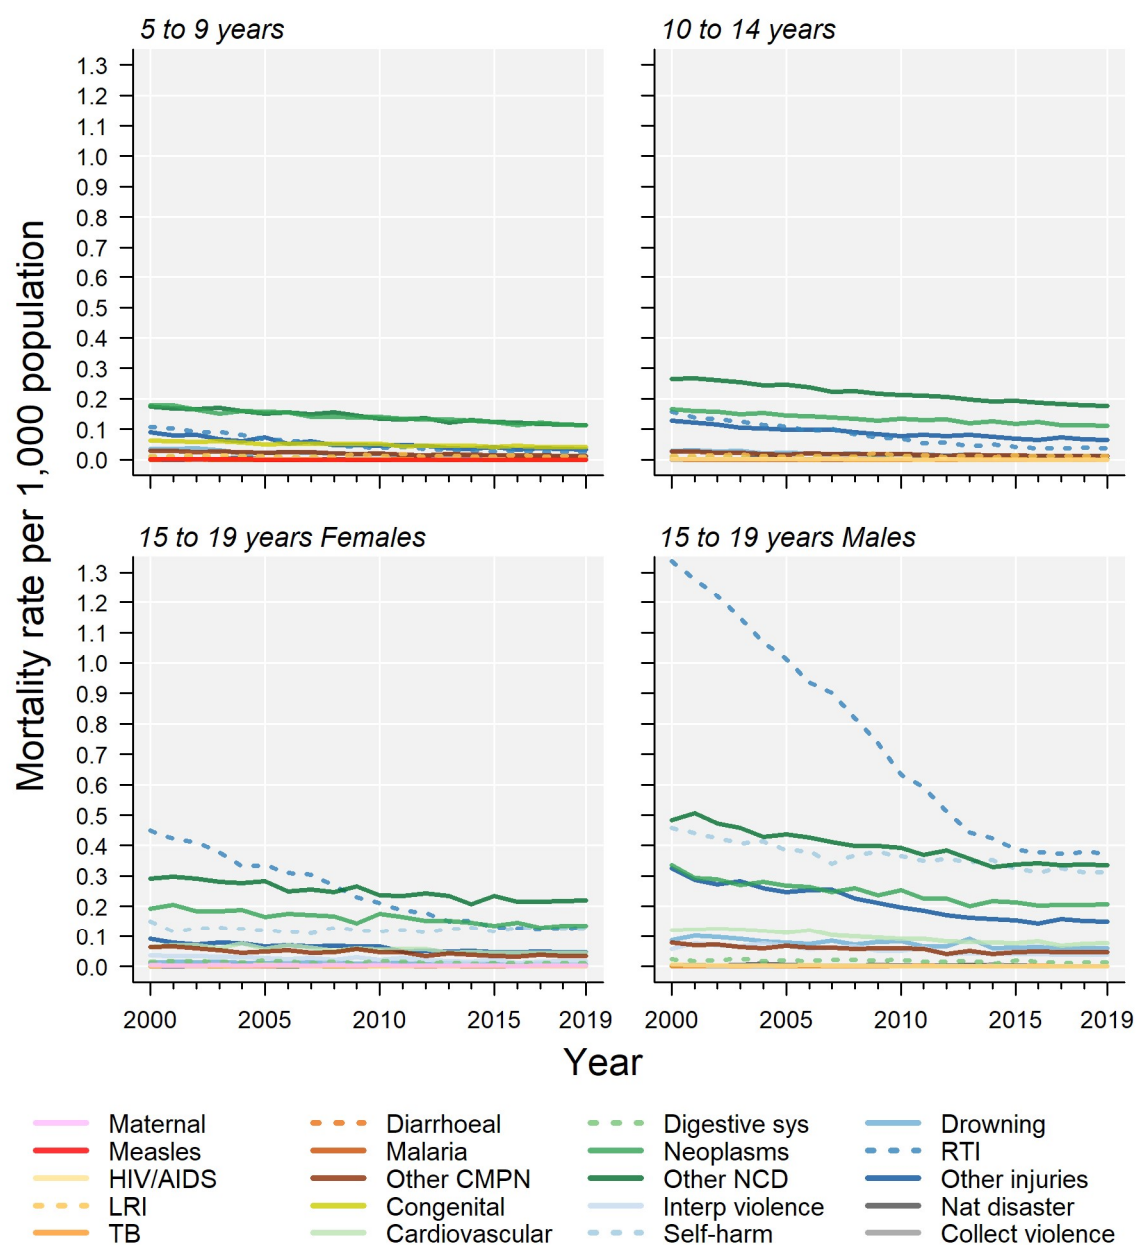 5 to 9 years
10 to 14 years
1.3
1.2
1.1
1.0
0.9
0.8
0.7
0.6
0.5
0.4
0.3
0.2
0.1
0.0
Mortality rate per 1,000 population
15 to 19 years Females
15 to 19 years Males
1.3
1.2
1.1
1.0
0.9
0.8
0.7
0.6
0.5
0.4
0.3
0.2
0.1
0.0
2000 2005 2010 2015 2019
2000 2005 2010 2015 2019
Year
Maternal
Measles
HIV/AIDS
LRI
TB
Diarrhoeal
Malaria
Other CMPN
Congenital
Cardiovascular
Digestive sys
Neoplasms
Other NCD
Interp violence
Self-harm
Drowning
RTI
Other injuries
Nat disaster
Collect violence